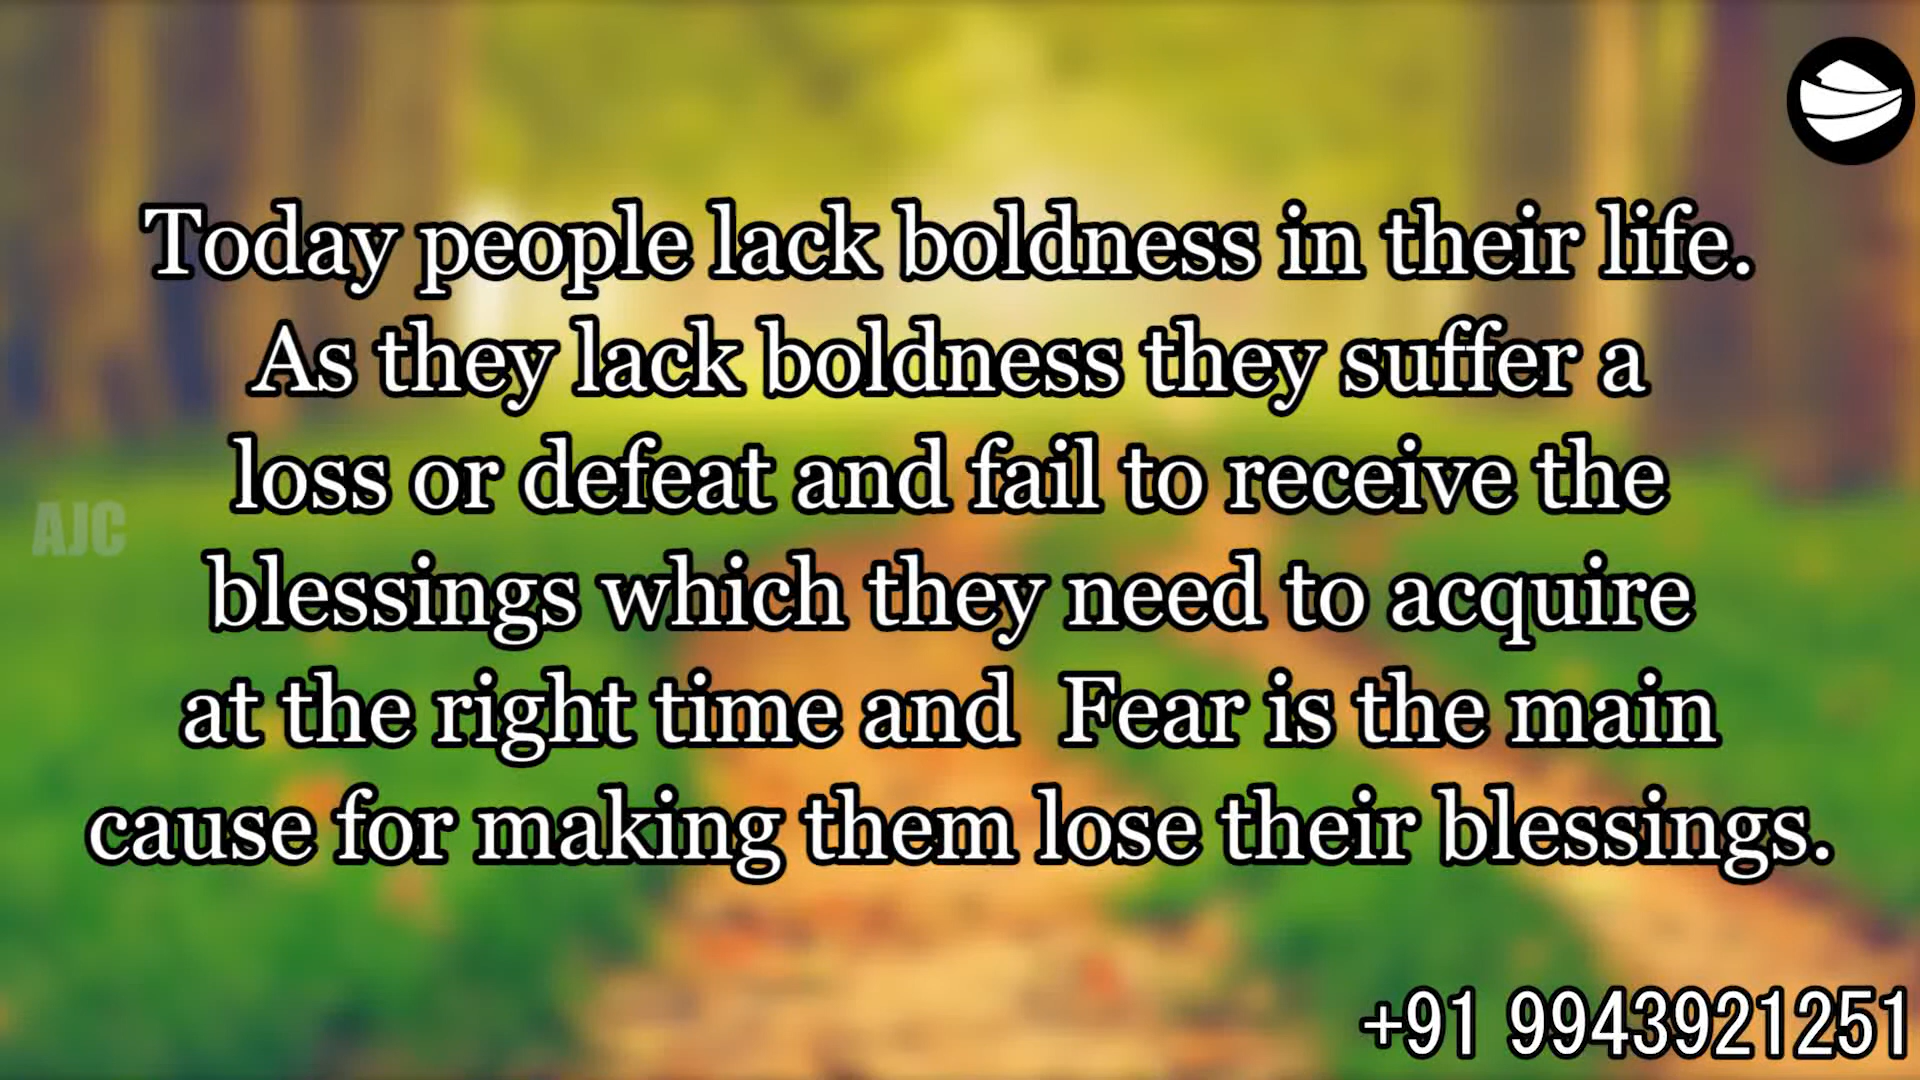 Today people lack boldness in their life.
As they lack boldness they suffer a
loss or defeat and fail to receive the
AJC
blessings which they need to acquire
at the right time and  Fear is the main
cause for making them lose their blessings.
+91 9943921251